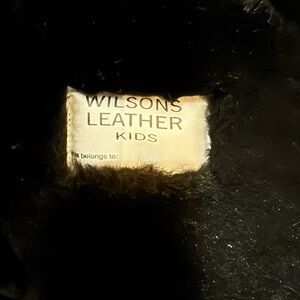 WILSONS
LEATHER
KIDS
belongs to: